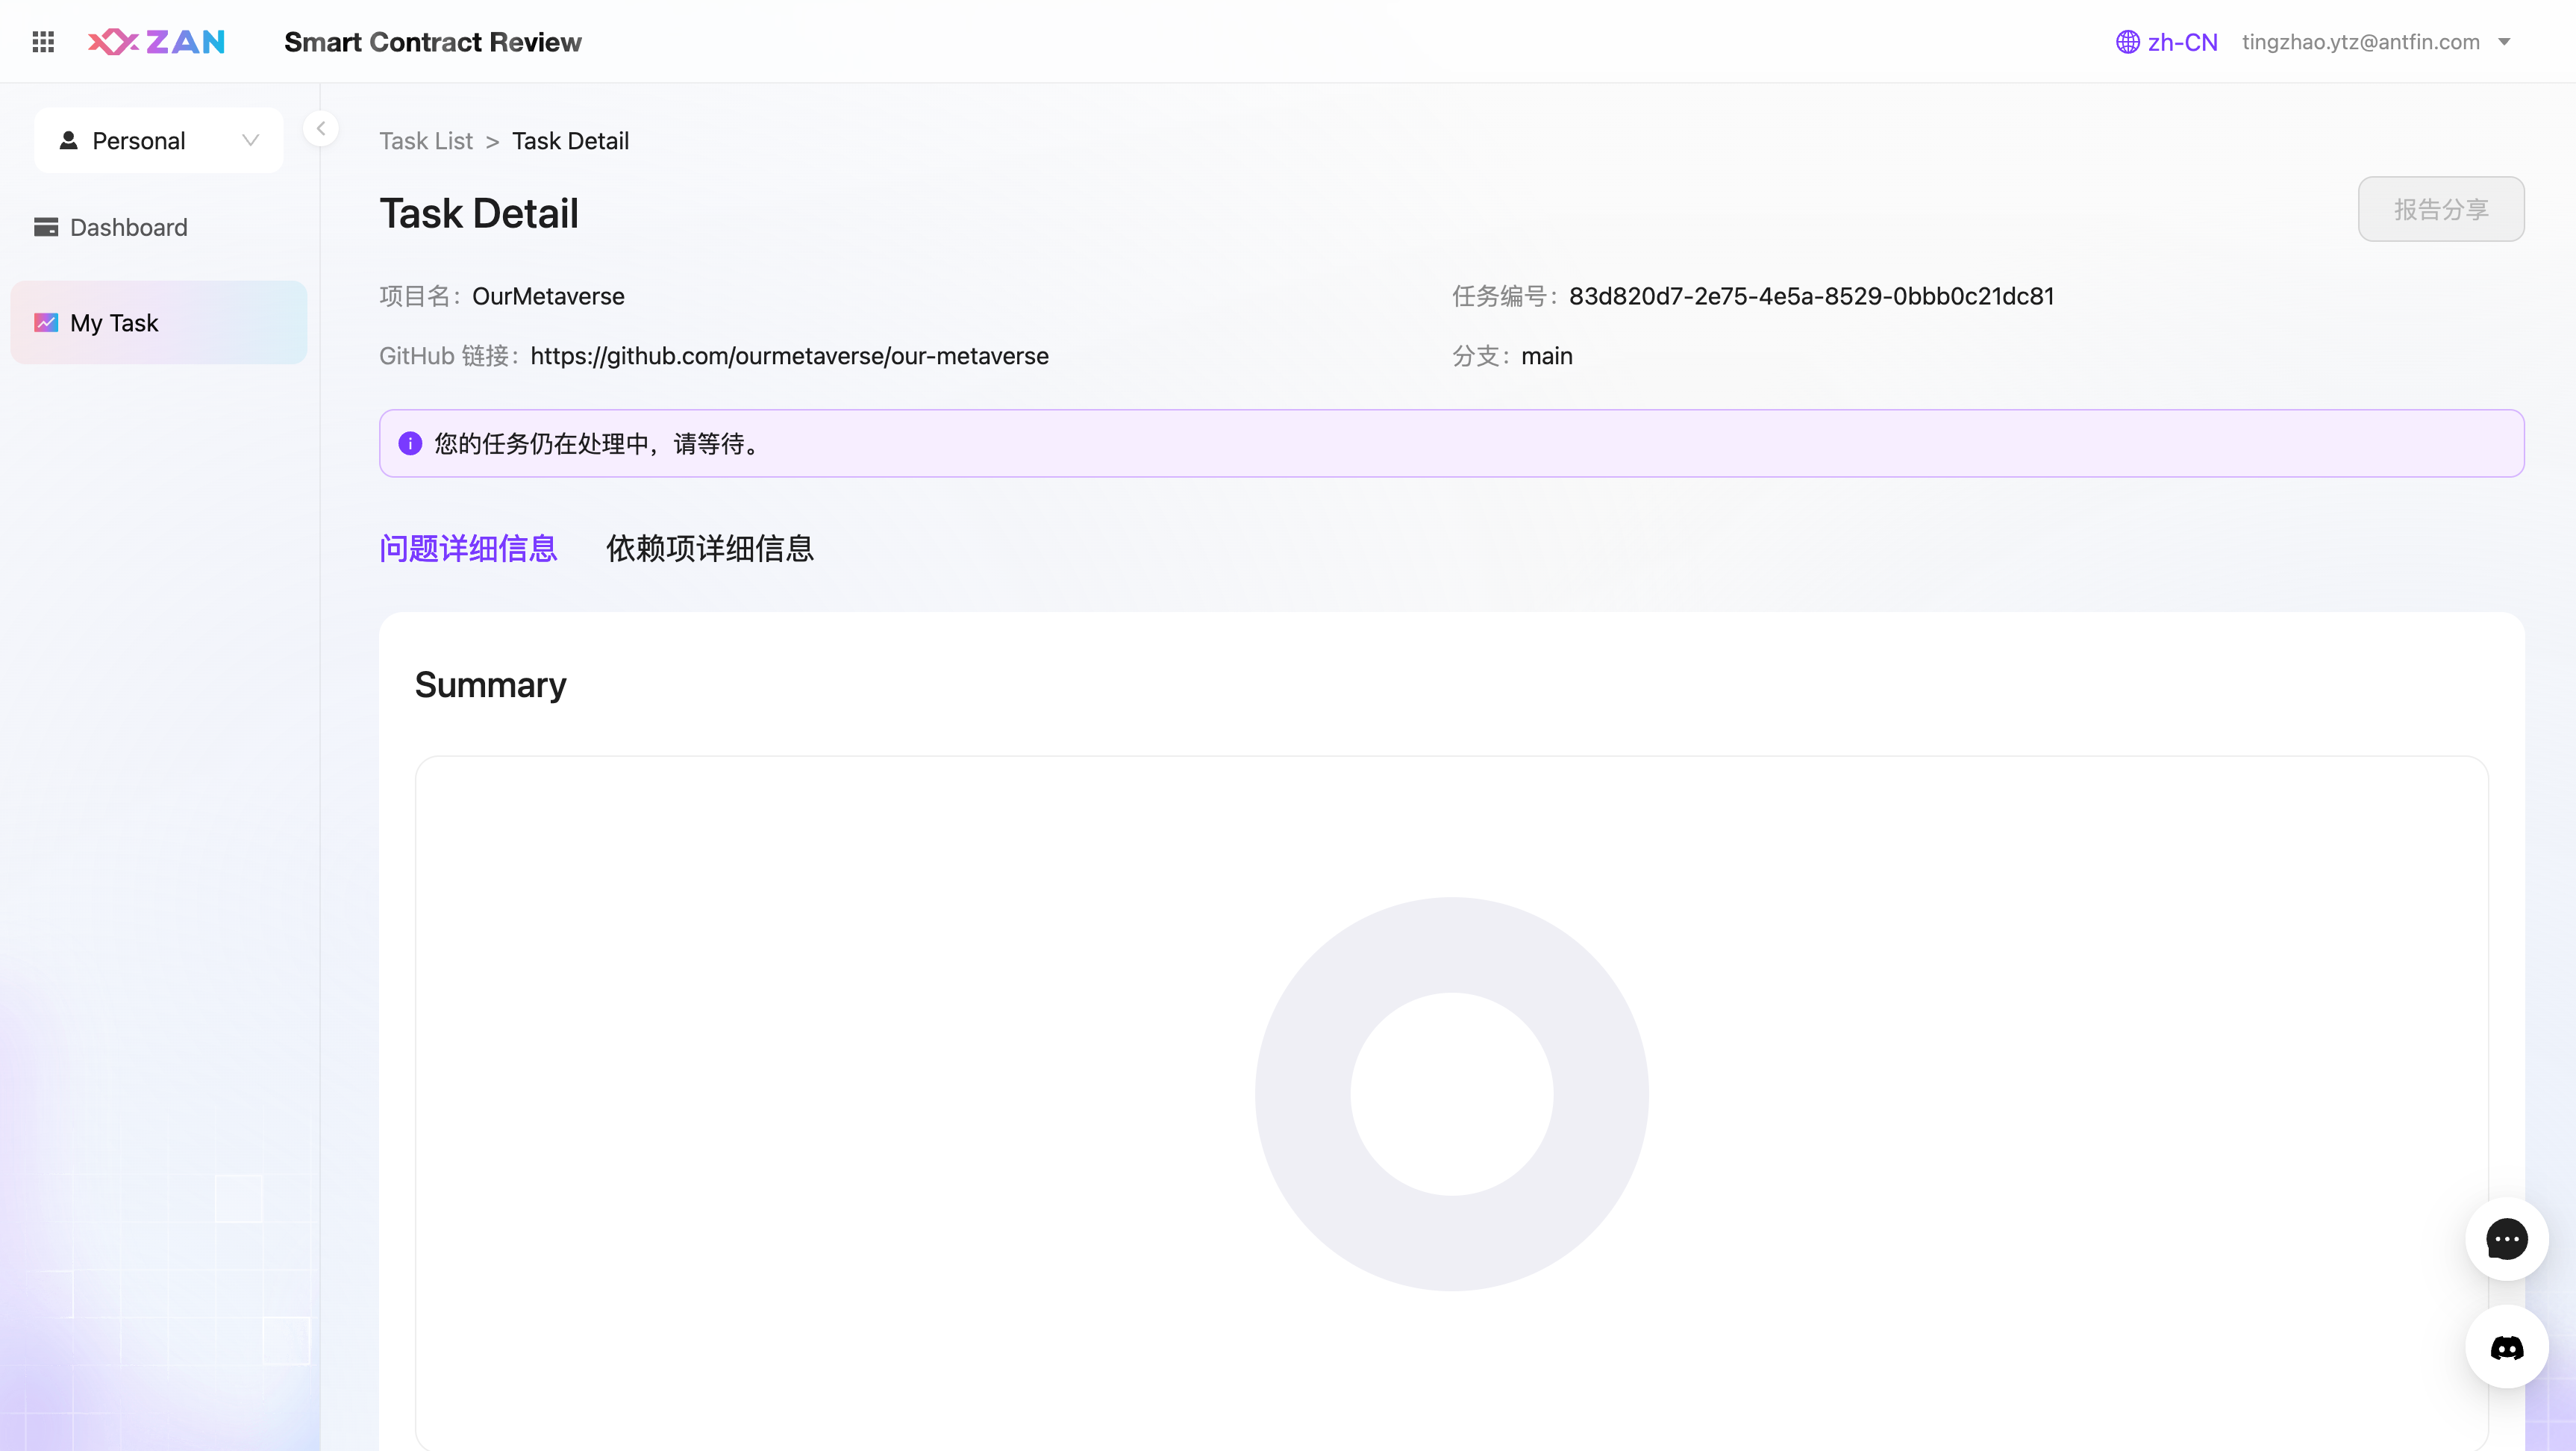 ZAN
Smart Contract Review
zh-CN
tingzhao.ytz@antfin.com
Personal
Dashboard
My Task
Task List > Task Detail
Task Detail
报告分享
项目名：OurMetaverse
任务编号：83d820d7-2e75-4e5a-8529-0bbb0c21dc81
GitHub 链接：https://github.com/ourmetaverse/our-metaverse
分支：main
您的任务仍在处理中，请等待。
问题详细信息
依赖项详细信息
Summary